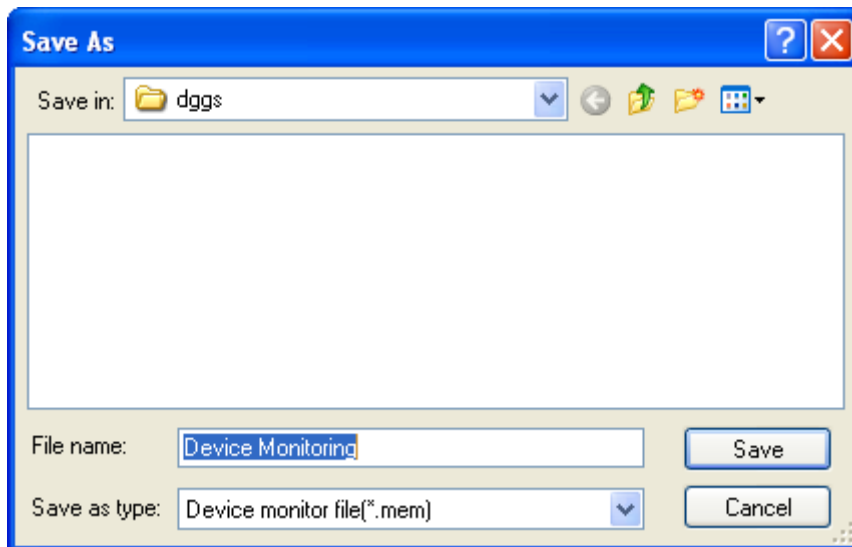 Save As
Save in: dggs
File name: Device Monitoring Save
Save as type: Device monitor file(*.mem) Cancel